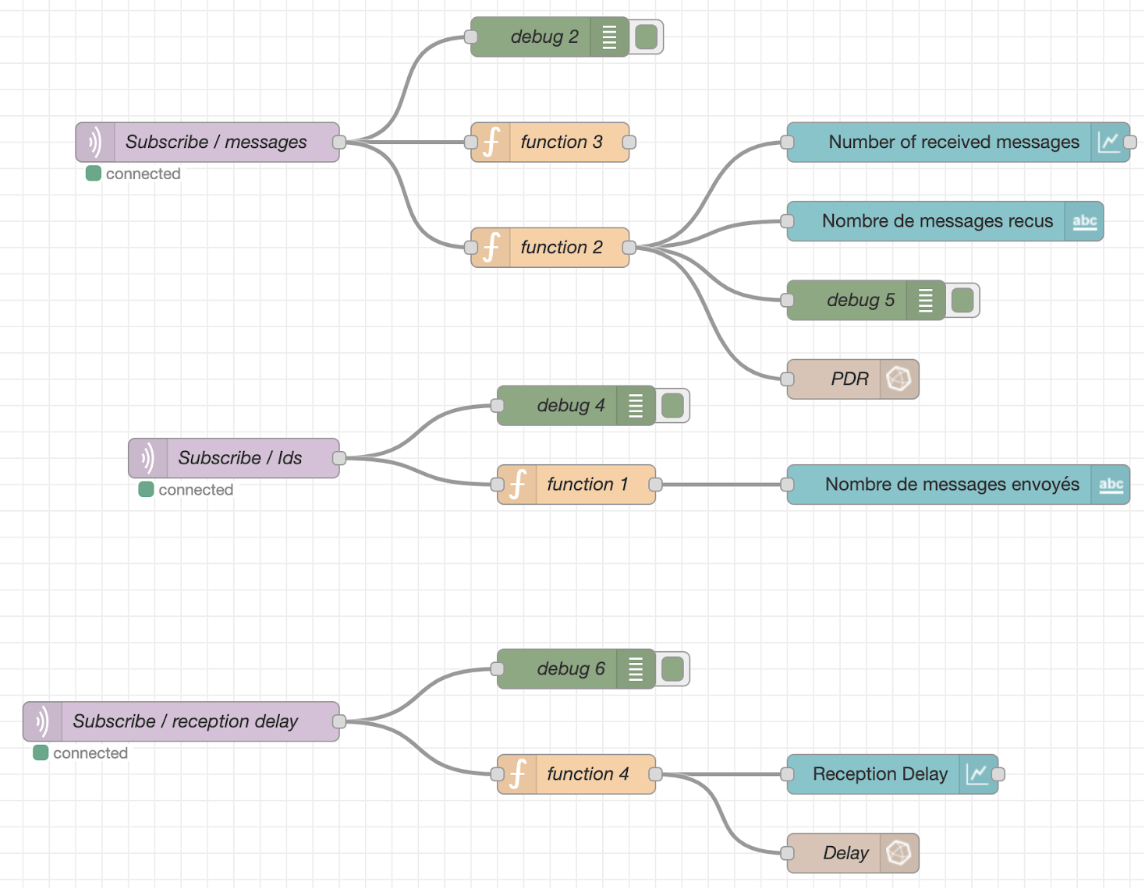 debug 2
Subscribe / messages
connected
function 3
function 2
Number of received messages
Nombre de messages recus
abc
debug 5
PDR
debug 4
Subscribe / Ids
connected
function 1
Nombre de messages envoyés
abc
debug 6
Subscribe / reception delay
connected
function 4
Reception Delay
Delay